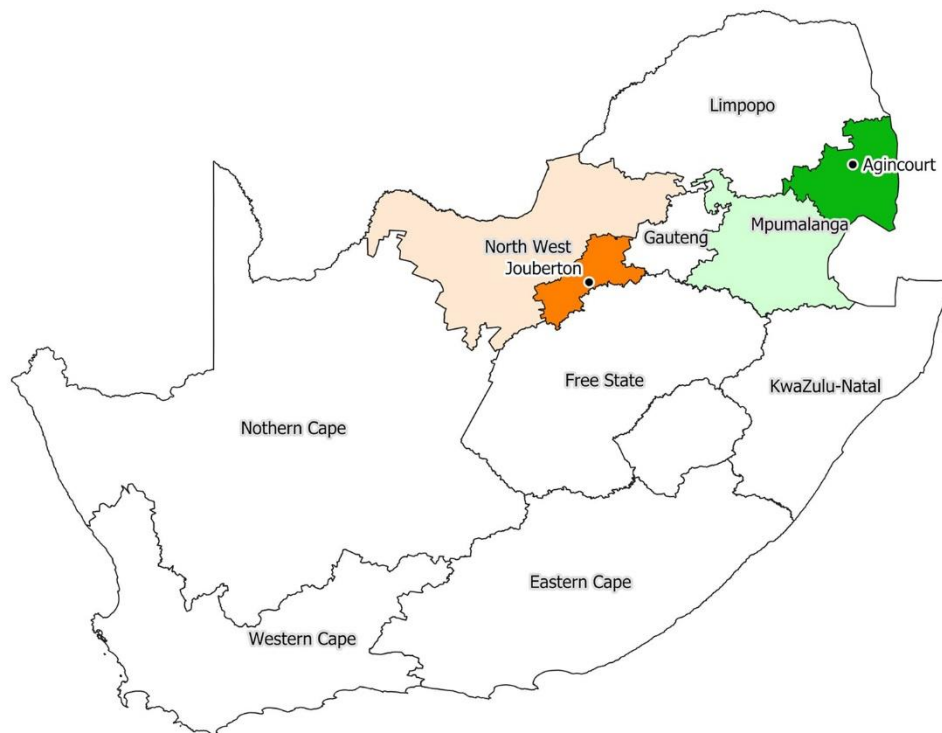 Limpopo
Agincourt
Mpumalanga
Gauteng
North West
Jouberton
Free State
KwaZulu-Natal
Nothern Cape
Eastern Cape
Western Cape